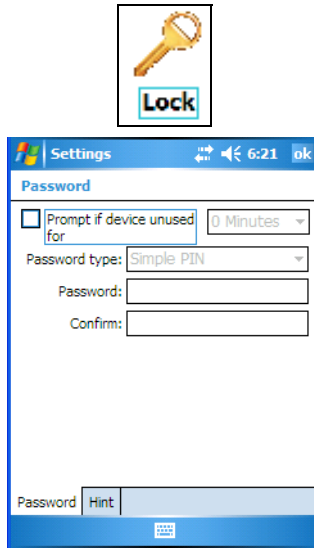 Lock
Settings 6:21 ok
Password
Prompt if device unused for 0 Minutes
Password type: Simple PIN
Password:
Confirm:
Password Hint